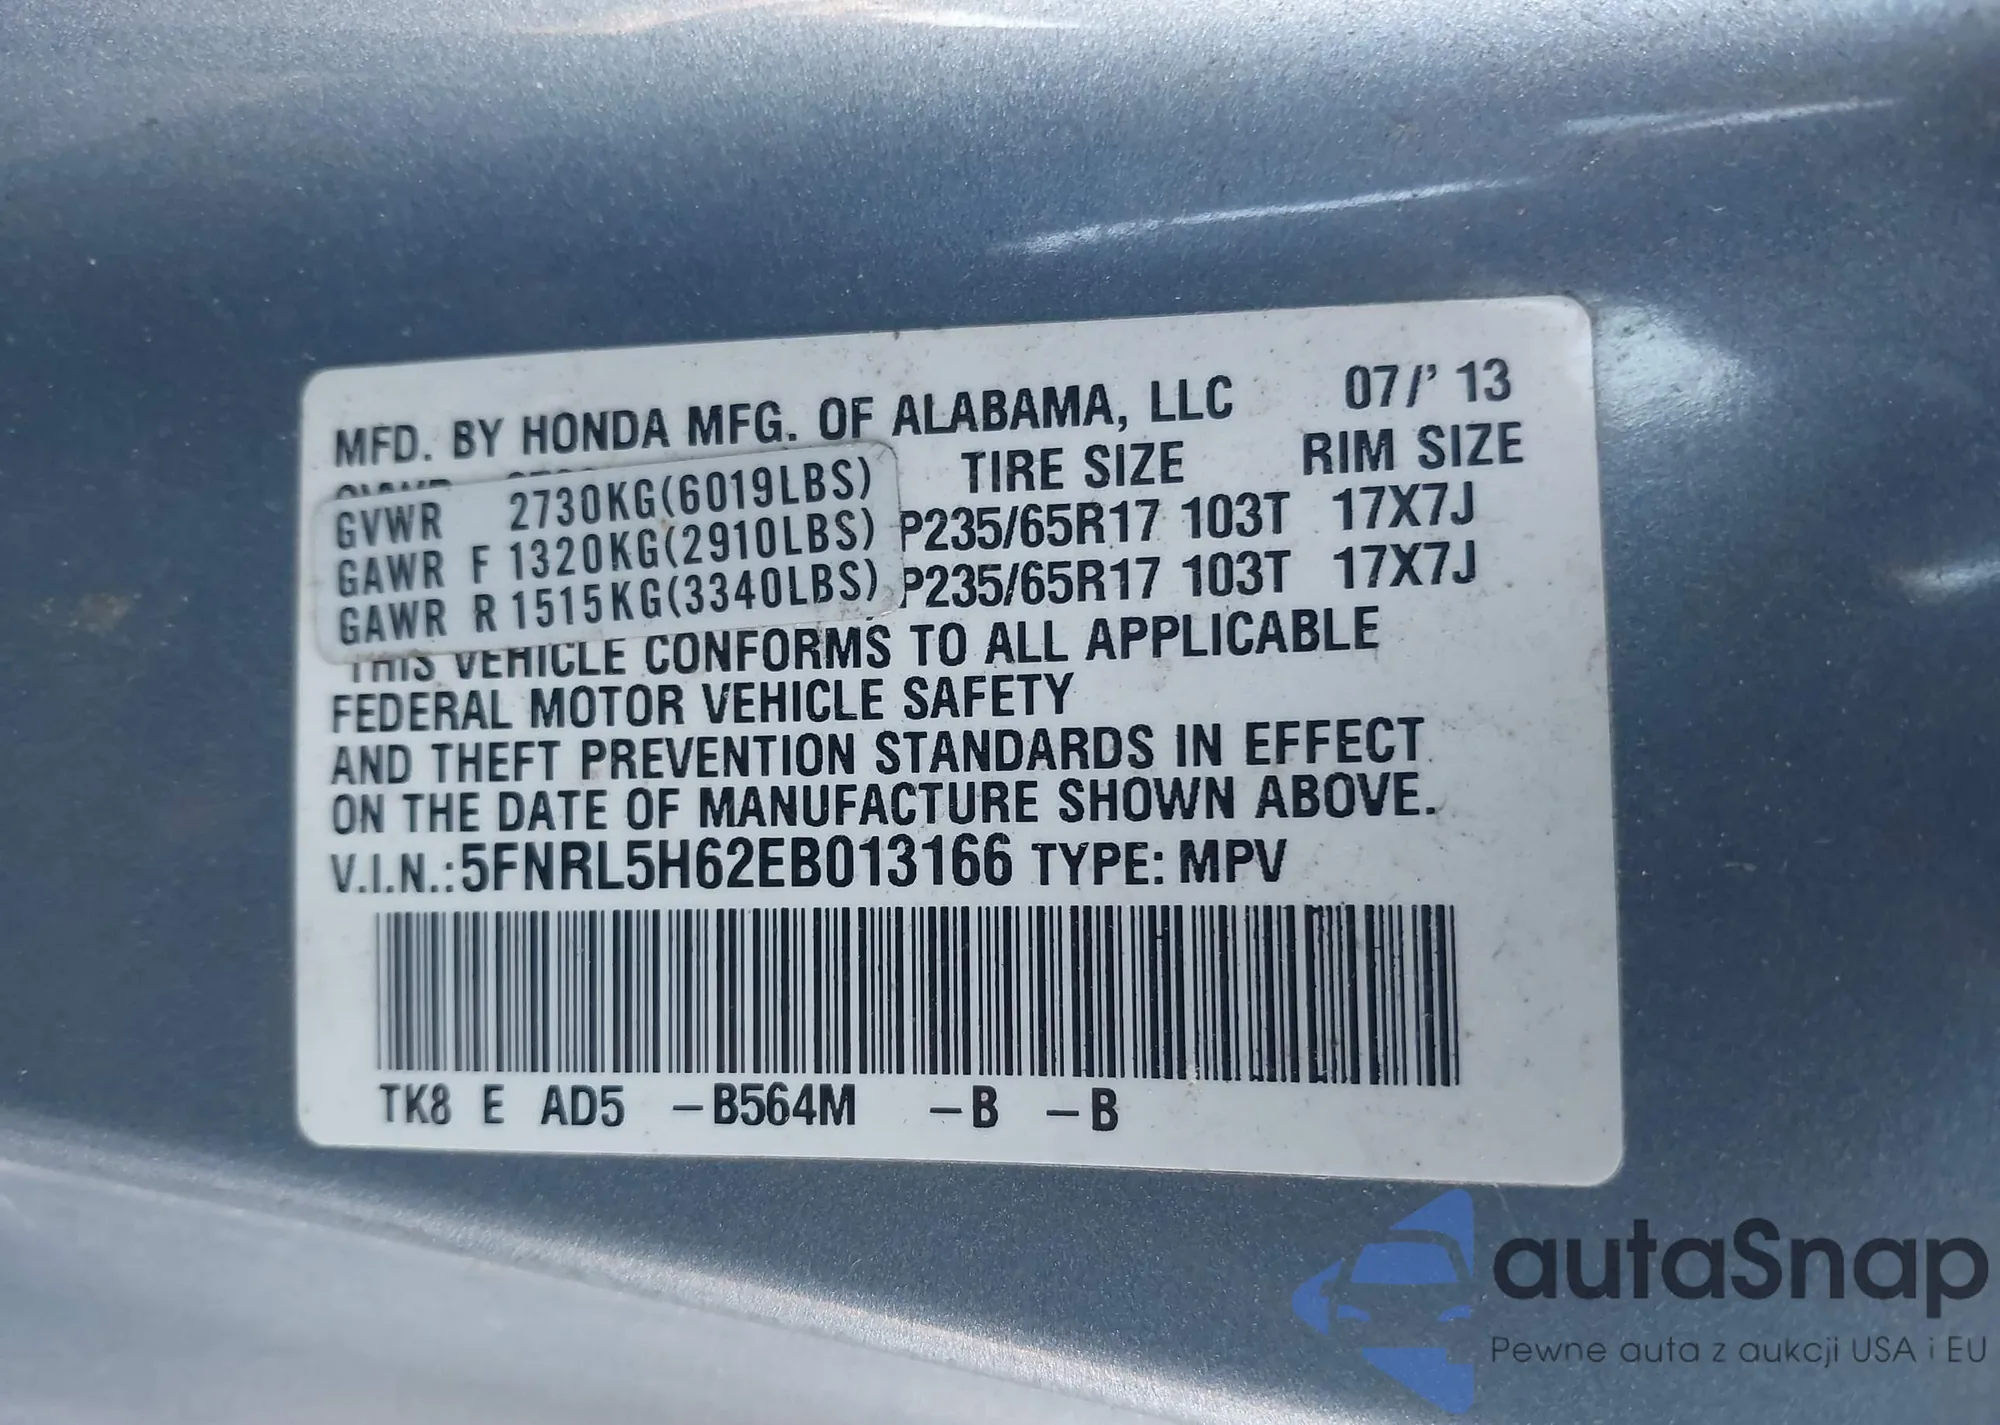 MFD. BY HONDA MFG. OF ALABAMA, LLC 07/' 13
TIRE SIZE RIM SIZE
GVWR 2730KG(6019LBS)
GAWR F 1320KG(2910LBS) P235/65R17 103T 17X7J
GAWR R 1515KG(3340LBS) P235/65R17 103T 17X7J
THIS VEHICLE CONFORMS TO ALL APPLICABLE
FEDERAL MOTOR VEHICLE SAFETY
AND THEFT PREVENTION STANDARDS IN EFFECT
ON THE DATE OF MANUFACTURE SHOWN ABOVE.
V.I.N.:5FNRL5H62EB013166 TYPE: MPV
TK8 E AD5 -B564M -B -B
autaSnap
Pewne auta z aukcji USA i EU